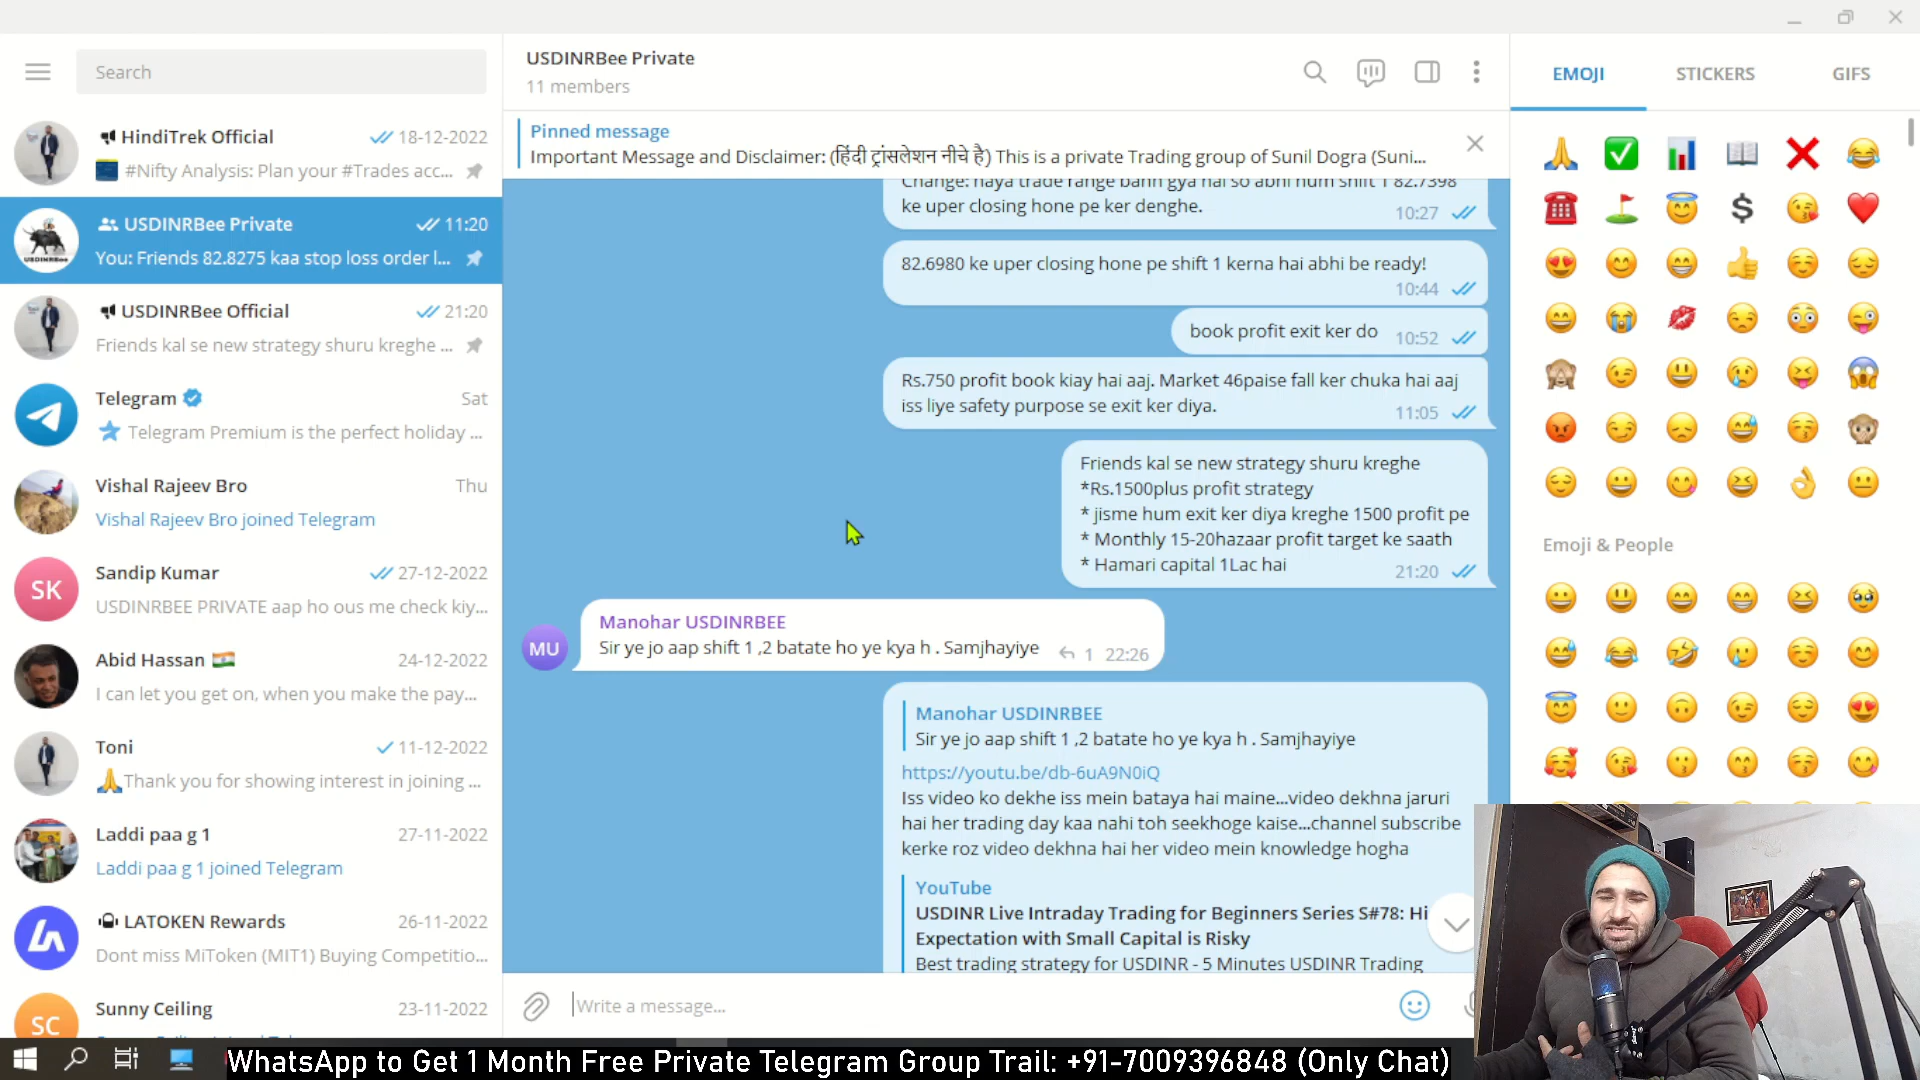 Search
HindiTrek Official
18-12-2022
#Nifty Analysis: Plan your #Trades acc...
USDINRBee Private
11:20
You: Friends 82.8275 kaa stop loss order l...
USDINRBee Official
21:20
Friends kal se new strategy shuru kreghe ...
Telegram
Sat
Telegram Premium is the perfect holiday ...
Vishal Rajeev Bro
Thu
Vishal Rajeev Bro joined Telegram
SK
Sandip Kumar
27-12-2022
USDINRBEE PRIVATE aap ho ous me check kiy...
Abid Hassan
24-12-2022
I can let you get on, when you make the pay...
Toni
11-12-2022
Thank you for showing interest in joining ...
Laddi paa g 1
27-11-2022
Laddi paa g 1 joined Telegram
LATOKEN Rewards
26-11-2022
Dont miss MiToken (MIT1) Buying Competitio...
SC
Sunny Ceiling
23-11-2022
USDINRBee Private
11 members
Pinned message
Important Message and Disclaimer: (हिंदी ट्रांसलेशन नीचे है) This is a private Trading group of Sunil Dogra (Suni...
Change: naya trade range bann gya hai so abhi hum shift 1 82.7398
ke uper closing hone pe ker denghe.
10:27
82.6980 ke uper closing hone pe shift 1 kerna hai abhi be ready!
10:44
book profit exit ker do
10:52
Rs.750 profit book kiay hai aaj. Market 46paise fall ker chuka hai aaj
iss liye safety purpose se exit ker diya.
11:05
Friends kal se new strategy shuru kreghe
*Rs.1500plus profit strategy
* jisme hum exit ker diya kreghe 1500 profit pe
* Monthly 15-20hazaar profit target ke saath
* Hamari capital 1Lac hai
21:20
MU
Manohar USDINRBEE
Sir ye jo aap shift 1 ,2 batate ho ye kya h . Samjhayiye
1 22:26
Manohar USDINRBEE
Sir ye jo aap shift 1 ,2 batate ho ye kya h . Samjhayiye
https://youtu.be/db-6uA9N0iQ
Iss video ko dekhe iss mein bataya hai maine...video dekhna jaruri
hai her trading day kaa nahi toh seekhoge kaise...channel subscribe
kerke roz video dekhna hai her video mein knowledge hogha
YouTube
USDINR Live Intraday Trading for Beginners Series S#78: Hi
Expectation with Small Capital is Risky
Best trading strategy for USDINR - 5 Minutes USDINR Trading
Write a message...
EMOJI
STICKERS
GIFS
Emoji & People
WhatsApp to Get 1 Month Free Private Telegram Group Trail: +91-7009396848 (Only Chat)